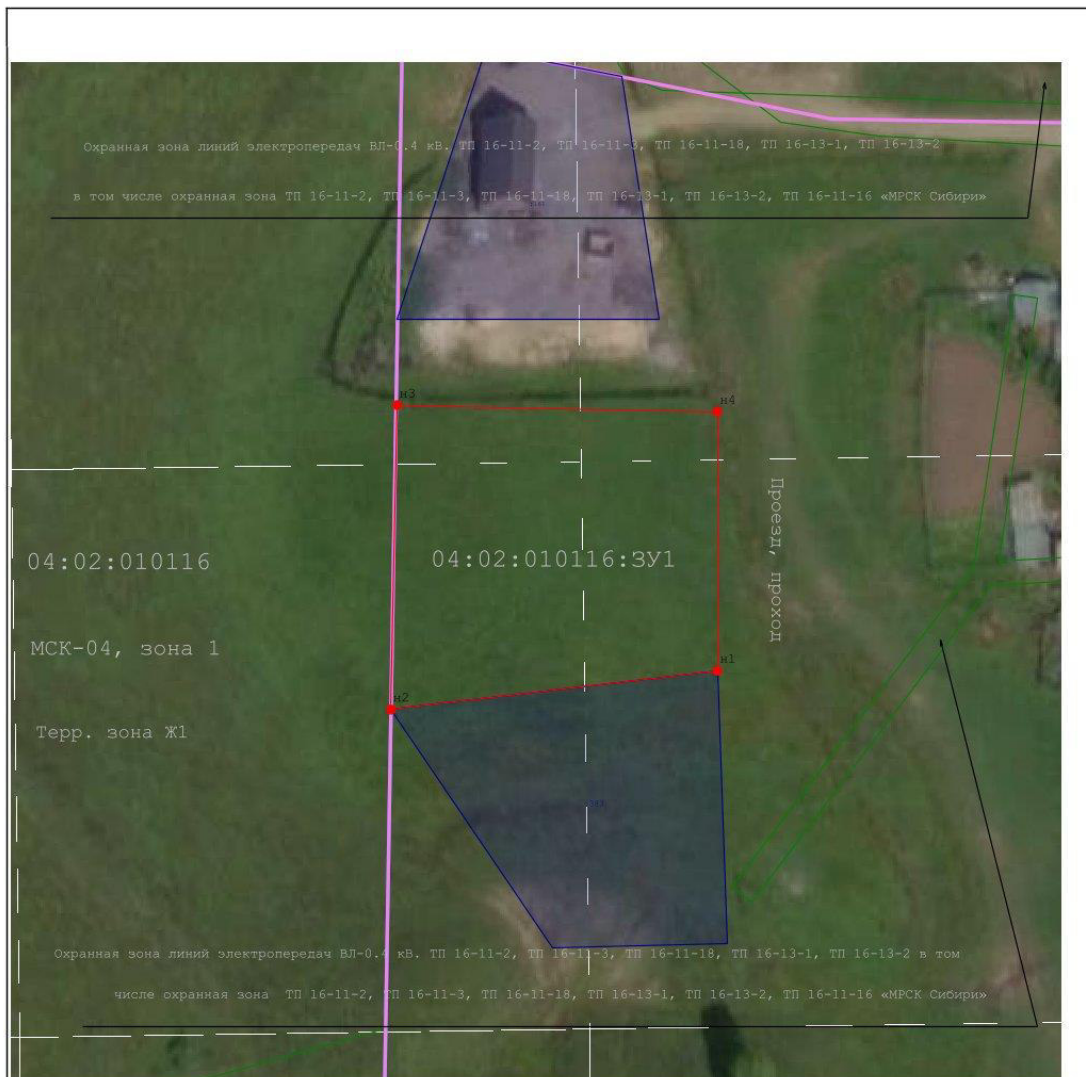 Охранная зона линий электропередач ВЛ-0.4 кВ. ТП 16-11-2, ТП 16-11-3, ТП 16-11-18, ТП 16-13-1, ТП 16-13-2
в том числе охранная зона ТП 16-11-2, ТП 16-11-3, ТП 16-11-18, ТП 16-13-1, ТП 16-13-2, ТП 16-11-16 «МРСК Сибири»
н3
н4
Проезд, проход
04:02:010116
04:02:010116:ЗУ1
МСК-04, зона 1
н1
н2
Терр. зона Ж1
Охранная зона линий электропередач ВЛ-0.4 кВ. ТП 16-11-2, ТП 16-11-3, ТП 16-11-18, ТП 16-13-1, ТП 16-13-2 в том
числе охранная зона ТП 16-11-2, ТП 16-11-3, ТП 16-11-18, ТП 16-13-1, ТП 16-13-2, ТП 16-11-16 «МРСК Сибири»